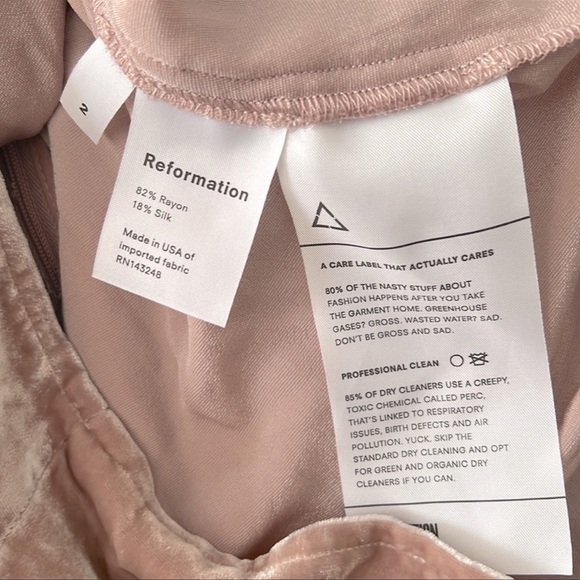 2
Reformation
82% Rayon
18% Silk
Made in USA of
imported fabric
RN143248
A CARE LABEL THAT ACTUALLY CARES
80% OF THE NASTY STUFF ABOUT
FASHION HAPPENS AFTER YOU TAKE
THE GARMENT HOME. GREENHOUSE
GASES? GROSS. WASTED WATER? SAD.
DON'T BE GROSS AND SAD.
PROFESSIONAL CLEAN
85% OF DRY CLEANERS USE A CREEPY,
TOXIC CHEMICAL CALLED PERC,
THAT'S LINKED TO RESPIRATORY
ISSUES, BIRTH DEFECTS AND AIR
POLLUTION. YUCK. SKIP THE
STANDARD DRY CLEANING AND OPT
FOR GREEN AND ORGANIC DRY
CLEANERS IF YOU CAN.